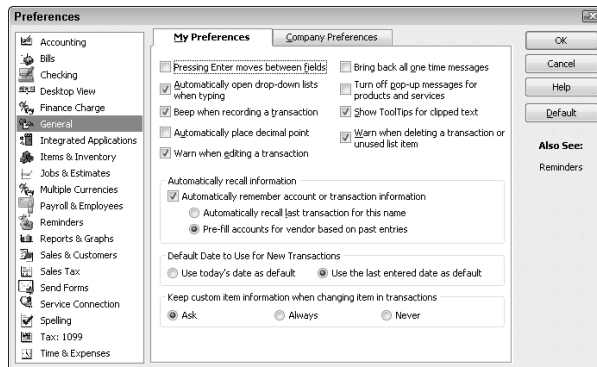 Preferences
Accounting
Bills
Checking
Desktop View
Finance Charge
General
Integrated Applications
Items & Inventory
Jobs & Estimates
Multiple Currencies
Payroll & Employees
Reminders
Reports & Graphs
Sales & Customers
Sales Tax
Send Forms
Service Connection
Spelling
Tax: 1099
Time & Expenses
My Preferences
Company Preferences
Pressing Enter moves between fields
Automatically open drop-down lists
when typing
Beep when recording a transaction
Automatically place decimal point
Warn when editing a transaction
Bring back all one time messages
Turn off pop-up messages for
products and services
Show ToolTips for clipped text
Warn when deleting a transaction or
unused list item
Automatically recall information
Automatically remember account or transaction information
Automatically recall last transaction for this name
Pre-fill accounts for vendor based on past entries
Default Date to Use for New Transactions
Use today's date as default
Use the last entered date as default
Keep custom item information when changing item in transactions
Ask
Always
Never
OK
Cancel
Help
Default
Also See:
Reminders